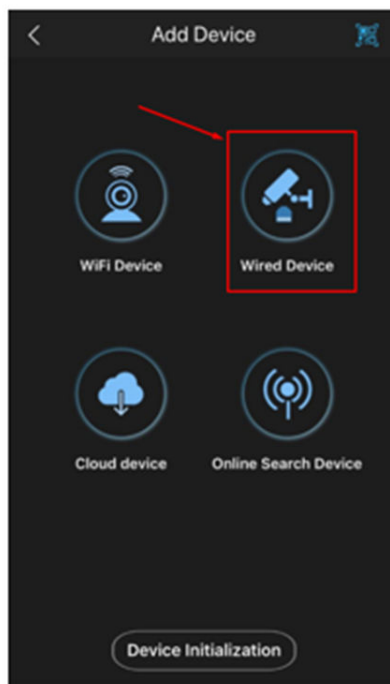 Add Device
WiFi Device
Wired Device
Cloud device
Online Search Device
Device Initialization